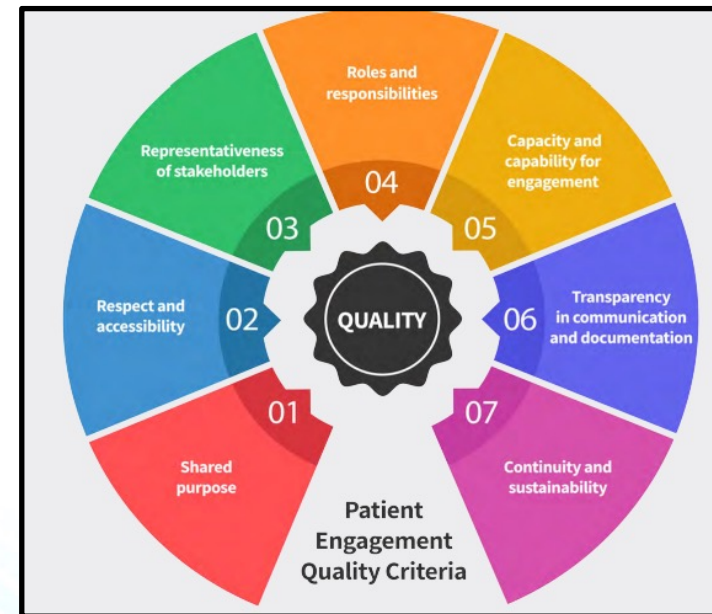 01
Shared
purpose
02
Respect and
accessibility
03
Representativeness
of stakeholders
04
Roles and
responsibilities
05
Capacity and
capability for
engagement
06
Transparency
in communication
and documentation
07
Continuity and
sustainability
QUALITY
Patient
Engagement
Quality Criteria